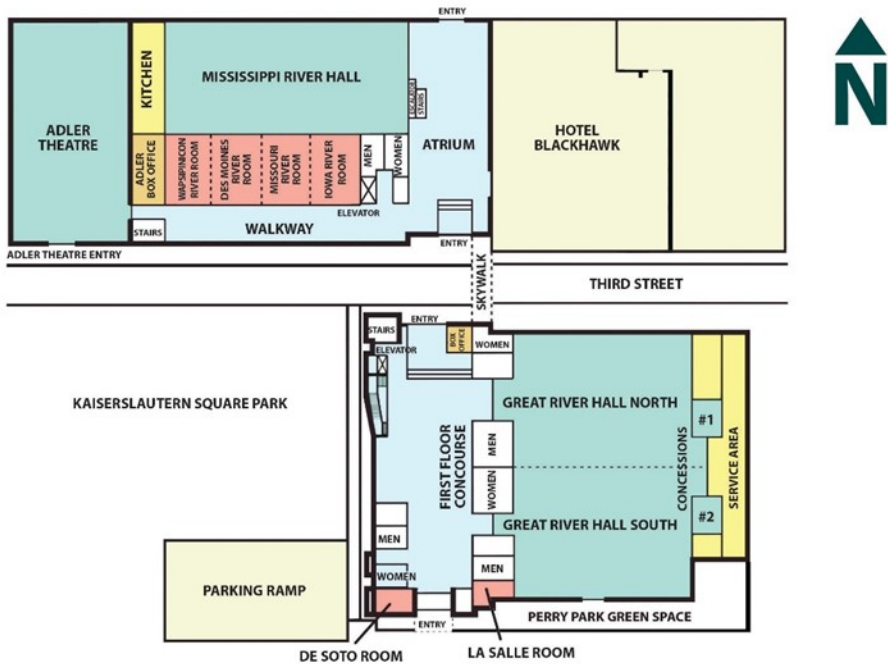 ENTRY
N
KITCHEN
MISSISSIPPI RIVER HALL
ESCALATOR
STAIRS
ADLER
THEATRE
HOTEL
BLACKHAWK
ATRIUM
ADLER
BOX OFFICE
WAPSIPINICON
RIVER ROOM
DES MOINES
RIVER
ROOM
MISSOURI
RIVER
ROOM
IOWA RIVER
ROOM
MEN
WOMEN
ELEVATOR
STAIRS
WALKWAY
ENTRY
ADLER THEATRE ENTRY
SKYWALK
THIRD STREET
ENTRY
STAIRS
BOX
OFFICE
WOMEN
ELEVATOR
KAISERSLAUTERN SQUARE PARK
GREAT RIVER HALL NORTH
#1
FIRST FLOOR
CONCOURSE
MEN
WOMEN
CONCESSIONS
SERVICE AREA
GREAT RIVER HALL SOUTH
#2
MEN
MEN
WOMEN
PARKING RAMP
PERRY PARK GREEN SPACE
ENTRY
DE SOTO ROOM
LA SALLE ROOM